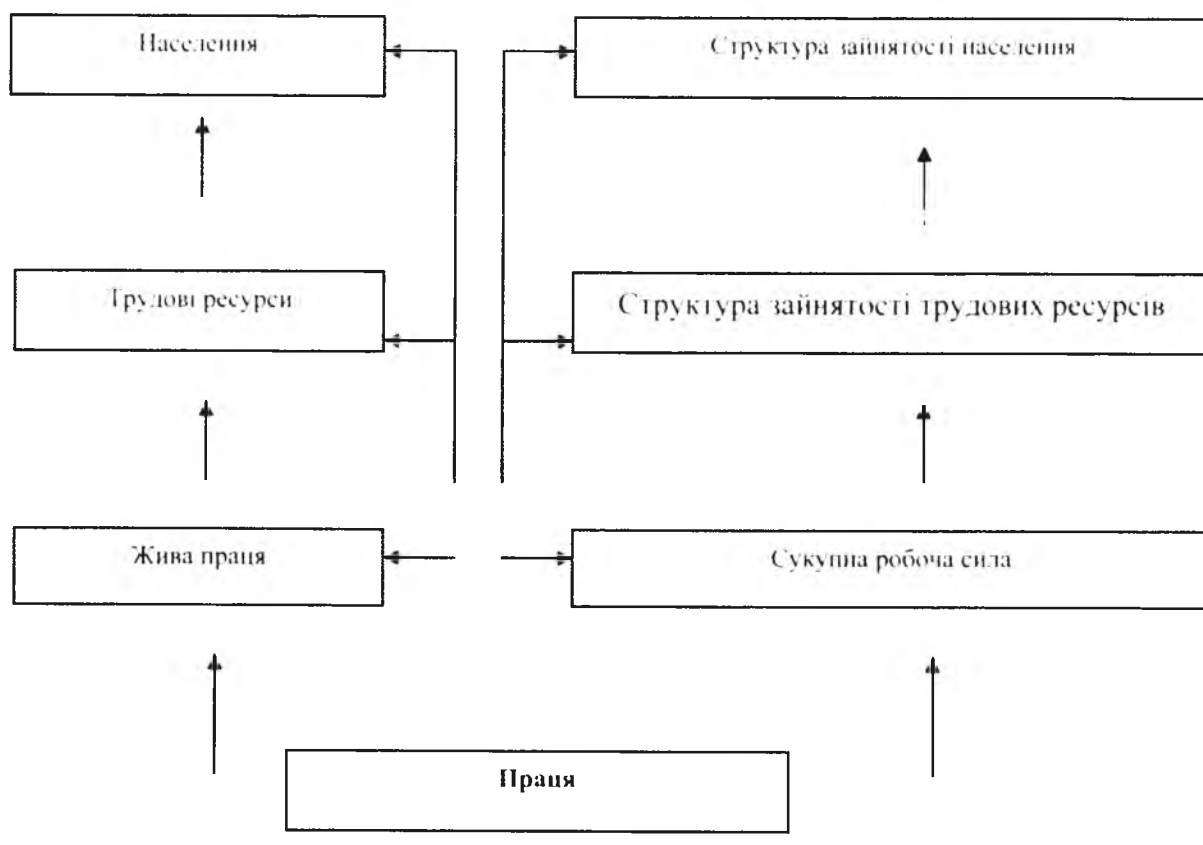 Населення
Структура зайнятості населення
Трудові ресурси
Структура зайнятості трудових ресурсів
Жива праця
Сукупна робоча сила
Праця